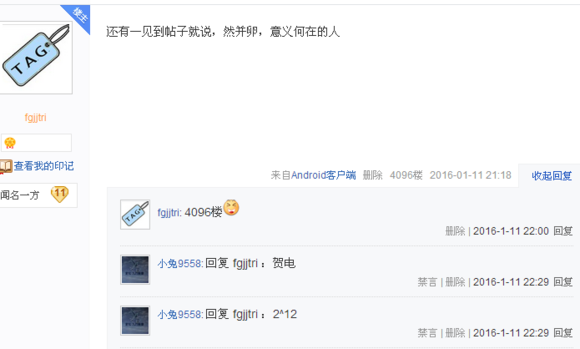 楼主
还有一见到帖子就说，然并卵，意义何在的人
TAG
fgjjtri
查看我的印记
闻名一方 11
来自Android客户端 删除 4096楼 2016-01-11 21:18 收起回复
TAG
fgjjtri: 4096楼
删除 | 2016-1-11 22:00 回复
小兔9558: 回复 fgjjtri ：贺电
禁言 | 删除 | 2016-1-11 22:29 回复
小兔9558: 回复 fgjjtri ：2^12
禁言 | 删除 | 2016-1-11 22:29 回复